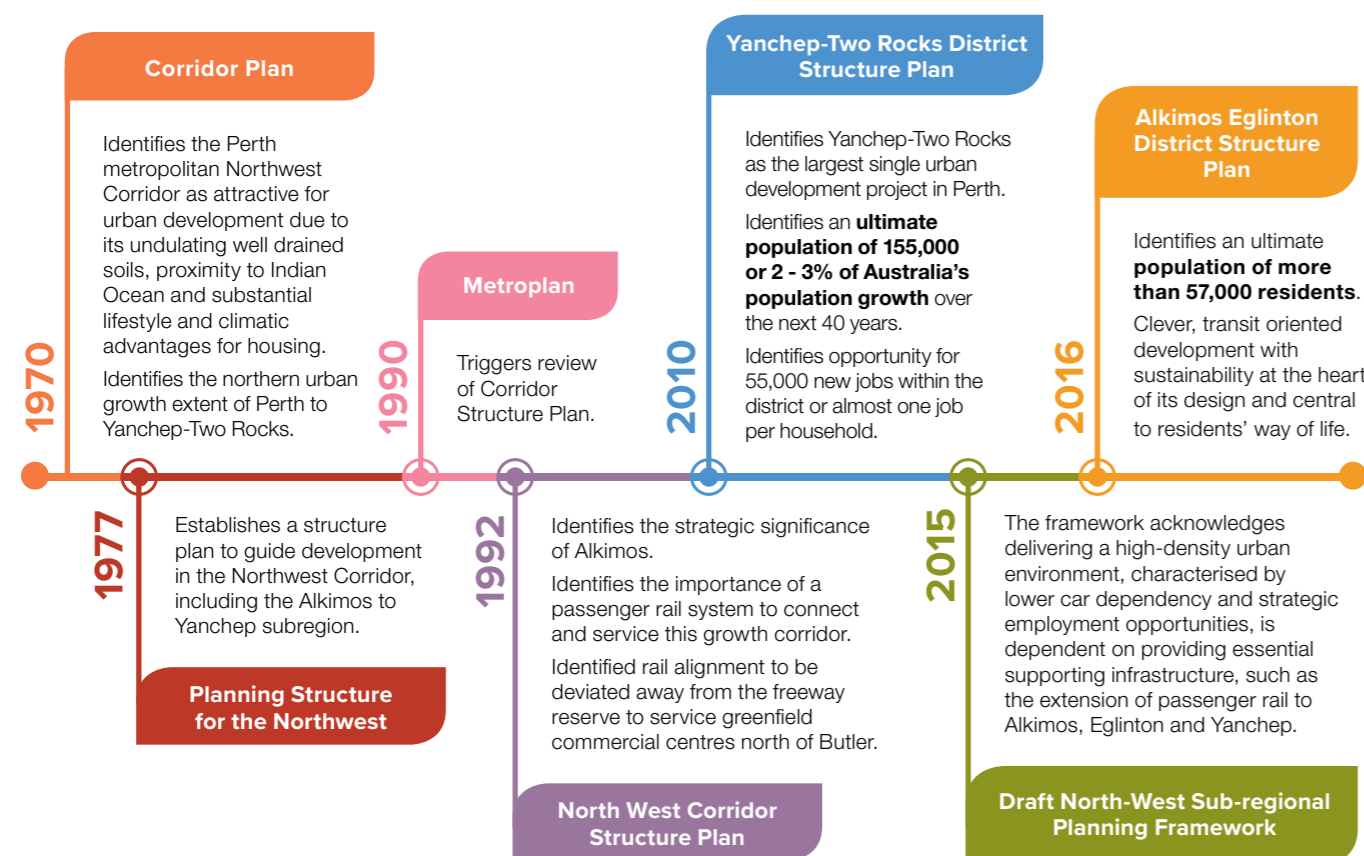 Corridor Plan
1970
Identifies the Perth
metropolitan Northwest
Corridor as attractive for
urban development due to
its undulating well drained
soils, proximity to Indian
Ocean and substantial
lifestyle and climatic
advantages for housing.
Identifies the northern urban
growth extent of Perth to
Yanchep-Two Rocks.
1977
Establishes a structure
plan to guide development
in the Northwest Corridor,
including the Alkimos to
Yanchep subregion.
Planning Structure
for the Northwest
Metroplan
1990
Triggers review
of Corridor
Structure Plan.
1992
Identifies the strategic significance
of Alkimos.
Identifies the importance of a
passenger rail system to connect
and service this growth corridor.
Identified rail alignment to be
deviated away from the freeway
reserve to service greenfield
commercial centres north of Butler.
North West Corridor
Structure Plan
Yanchep-Two Rocks District
Structure Plan
2010
Identifies Yanchep-Two Rocks
as the largest single urban
development project in Perth.
Identifies an ultimate
population of 155,000
or 2 - 3% of Australia's
population growth over
the next 40 years.
Identifies opportunity for
55,000 new jobs within the
district or almost one job
per household.
2015
The framework acknowledges
delivering a high-density urban
environment, characterised by
lower car dependency and strategic
employment opportunities, is
dependent on providing essential
supporting infrastructure, such as
the extension of passenger rail to
Alkimos, Eglinton and Yanchep.
Draft North-West Sub-regional
Planning Framework
Alkimos Eglinton
District Structure
Plan
2016
Identifies an ultimate
population of more
than 57,000 residents.
Clever, transit oriented
development with
sustainability at the heart
of its design and central
to residents' way of life.